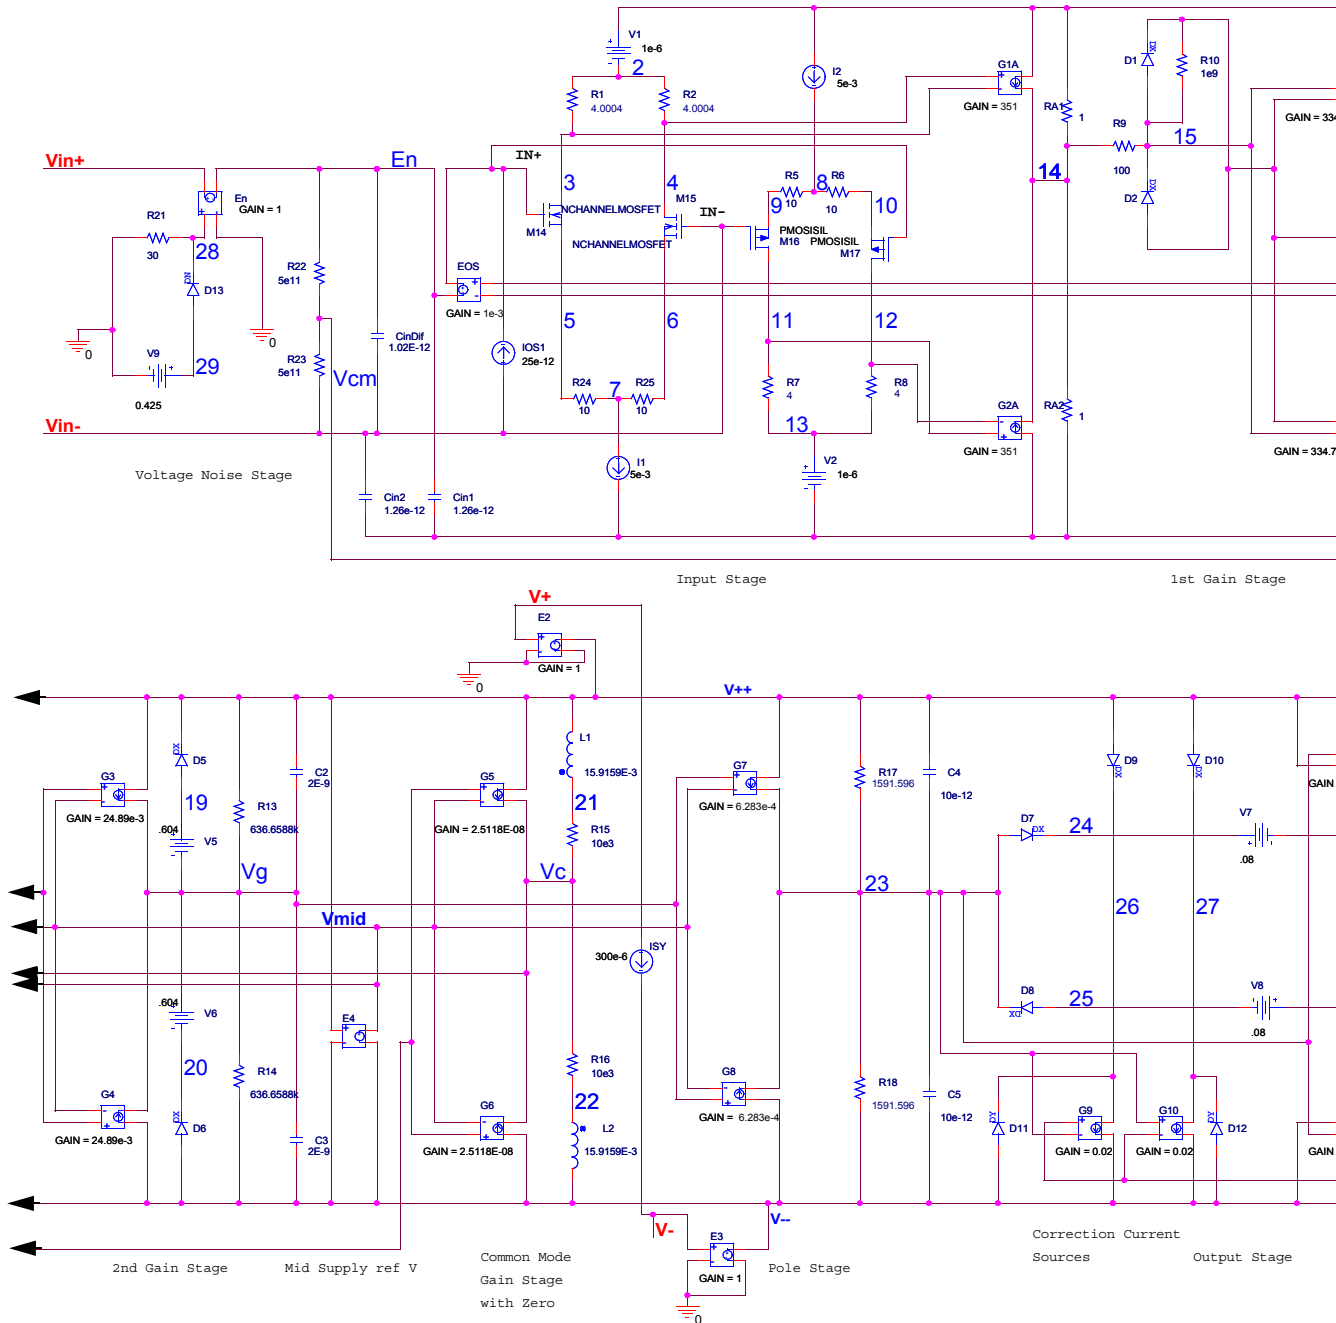 V1
1e-6
2
R1
4.0004
R2
4.0004
I2
5e-3
G1A
GAIN = 351
RA1
1
D1
DX
R10
1e9
GAIN = 334
R9
100
15
D2
DX
14
Vin+
En
IN+
En
GAIN = 1
R21
30
28
DN
D13
R22
5e11
3
4
M15
NCHANNELMOSFET
M14
NCHANNELMOSFET
IN-
R5
10
8
R6
10
9
10
PMOSISIL
M16
PMOSISIL
M17
EOS
GAIN = 1e-3
0
0
V9
0.425
29
R23
5e11
Vcm
CinDif
1.02E-12
IOS1
25e-12
5
6
11
12
R24
10
7
R25
10
R7
4
R8
4
13
G2A
GAIN = 351
RA2
1
GAIN = 334.7
Vin-
Voltage Noise Stage
Cin2
1.26e-12
Cin1
1.26e-12
I1
5e-3
V2
1e-6
Input Stage
1st Gain Stage
V+
E2
GAIN = 1
0
V++
D5
DX
G3
GAIN = 24.89e-3
19
.604
V5
R13
636.6588k
C2
2E-9
G5
GAIN = 2.5118E-08
L1
15.9159E-3
21
R15
10e3
G7
GAIN = 6.283e-4
R17
1591.596
C4
10e-12
D9
DX
D10
DX
GAIN
D7
DX
24
V7
.08
Vg
Vc
23
26
27
Vmid
ISY
300e-6
.604
V6
20
E4
D8
DX
25
V8
.08
R14
636.6588k
G4
GAIN = 24.89e-3
D6
DX
C3
2E-9
G6
GAIN = 2.5118E-08
R16
10e3
22
L2
15.9159E-3
G8
GAIN = 6.283e-4
R18
1591.596
C5
10e-12
DX
D11
G9
GAIN = 0.02
G10
GAIN = 0.02
DX
D12
GAIN
V-
V--
E3
GAIN = 1
0
2nd Gain Stage
Mid Supply ref V
Common Mode
Gain Stage
with Zero
Pole Stage
Correction Current
Sources
Output Stage